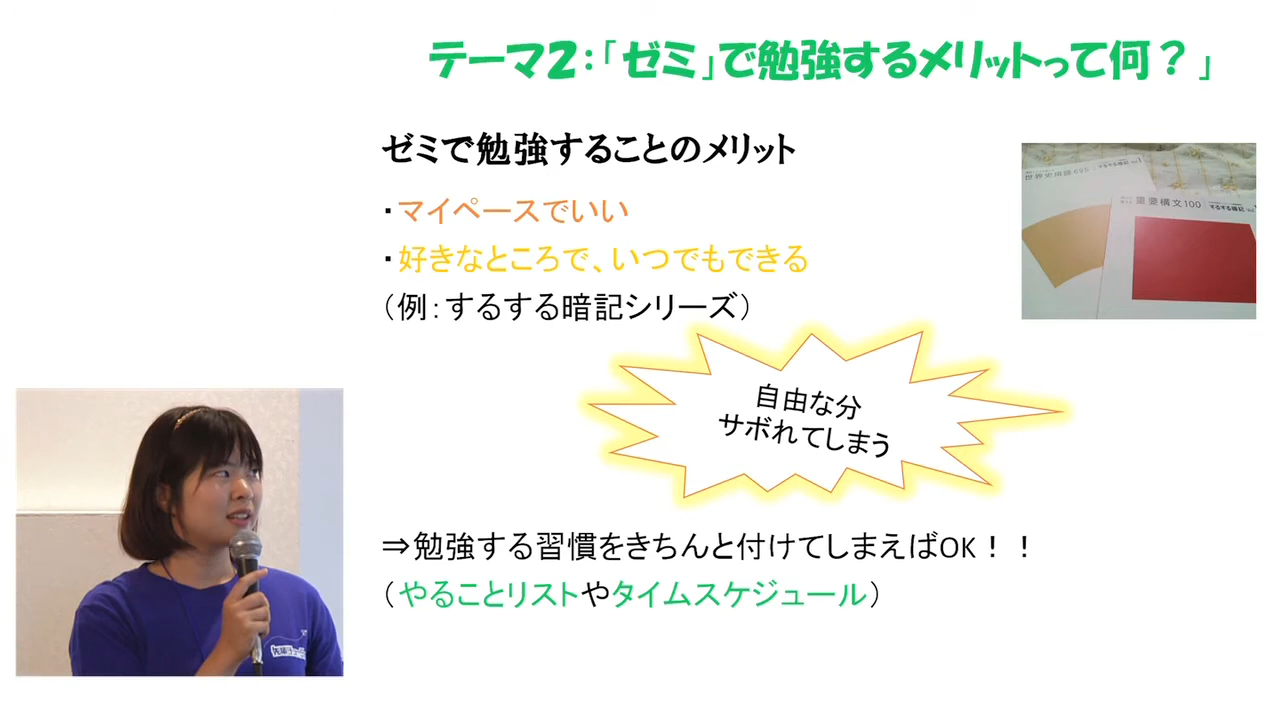 テーマ2：「ゼミ」で勉強するメリットって何？」
ゼミで勉強することのメリット
・マイペースでいい
・好きなところで、いつでもできる
（例：するする暗記シリーズ）
世界史用語695
重要構文100
するする暗記
自由な分
サボれてしまう
⇒勉強する習慣をきちんと付けてしまえばOK！！
（やることリストやタイムスケジュール）